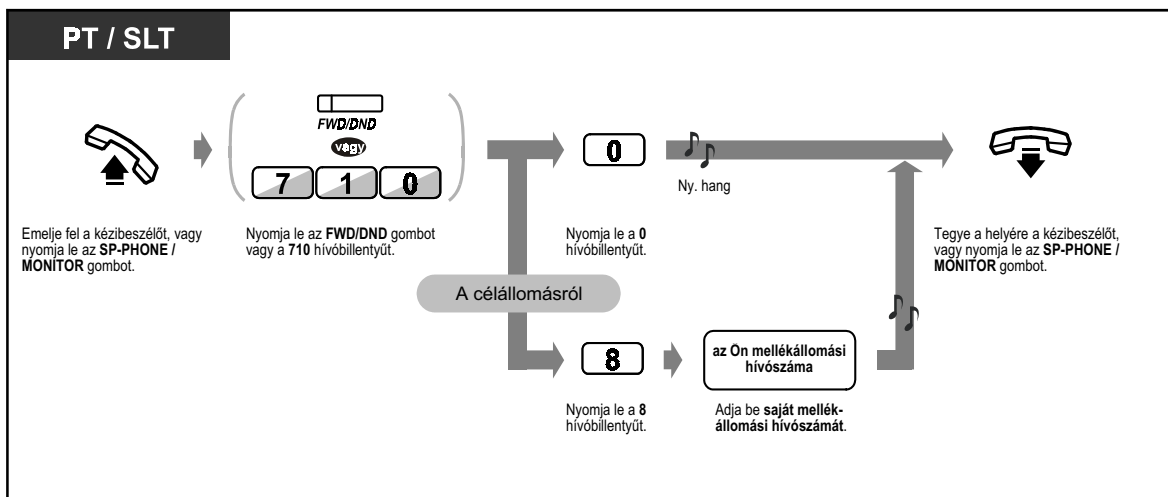 PT / SLT
FWD/DND
vagy
7 1 0
Emelje fel a kézibeszélőt, vagy
nyomja le az SP-PHONE /
MONITOR gombot.
Nyomja le az FWD/DND gombot
vagy a 710 hívóbillentyűt.
0
Ny. hang
Nyomja le a 0
hívóbillentyűt.
Tegye a helyére a kézibeszélőt,
vagy nyomja le az SP-PHONE /
MONITOR gombot.
A célállomásról
8
az Ön mellékállomási
hívószáma
Nyomja le a 8
hívóbillentyűt.
Adja be saját mellék-
állomási hívószámát.